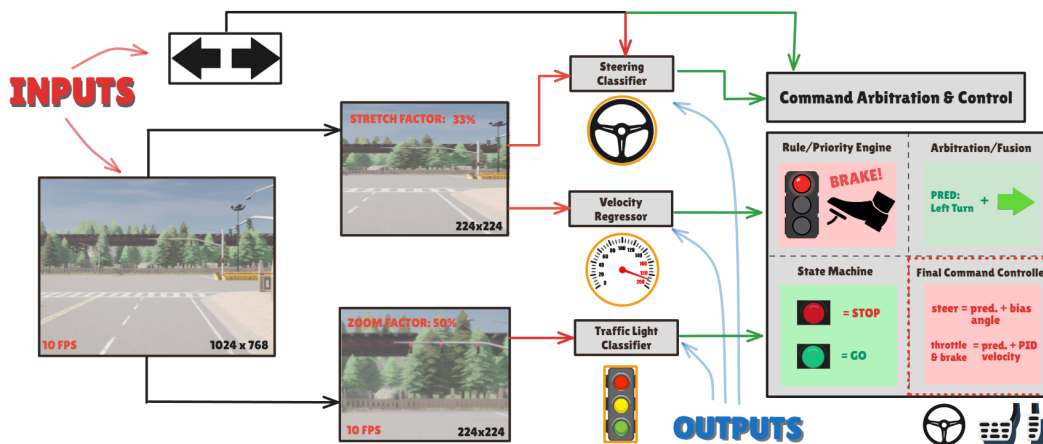 INPUTS
10 FPS
1024 x 768
STRETCH FACTOR: 33%
224x224
ZOOM FACTOR: 50%
10 FPS
224x224
Steering
Classifier
Velocity
Regressor
Traffic Light
Classifier
OUTPUTS
Command Arbitration & Control
Rule/Priority Engine
BRAKE!
Arbitration/Fusion
PRED:
Left Turn
+
State Machine
= STOP
= GO
Final Command Controlle
steer = pred. + bias
angle
throttle = pred. + PID
& brake velocity